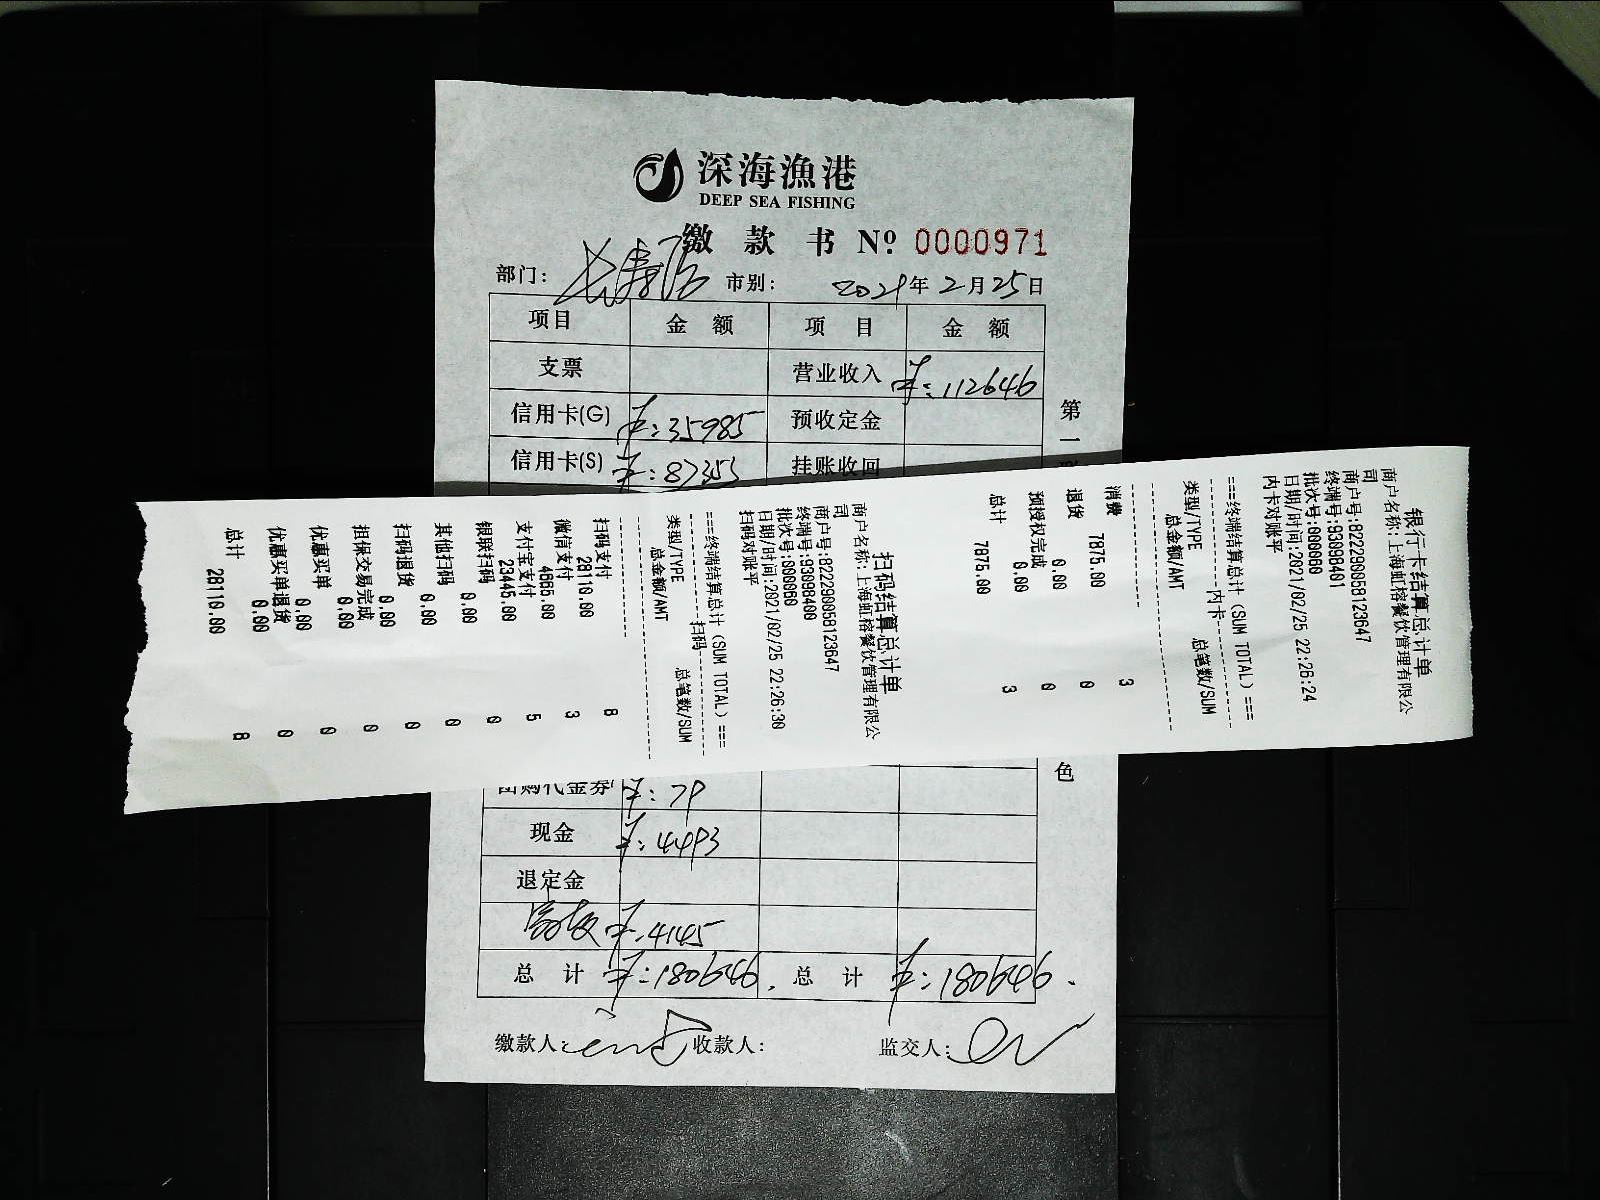 深海漁港
DEEP SEA FISHING
缴款书 Nº 0000971
部门: 长寿店 市别: 2021年2月25日
项目 金额 项目 金额
支票 营业收入 ¥:112646
信用卡(G) ¥:35985 预收定金
信用卡(S) ¥:87353 挂账收回
第一
色
团购代金券 ¥:79
现金 ¥:4493
退定金
¥:4145
总计 ¥:180646. 总计 ¥:180646.
缴款人: 收款人: 监交人:
银行卡结算总计单
商户名称:上海虹榕餐饮管理有限公
司
商户号:822290058123647
终端号:93098401
批次号:000060
日期/时间:2021/02/25 22:26:24
内卡对账平
===终端结算总计(SUM TOTAL)===
内卡
类型/TYPE 总笔数/SUM
总金额/AMT
消费 3
7875.00
退货 0
0.00
预授权完成 0
0.00
总计 3
7875.00
扫码结算总计单
商户名称:上海虹榕餐饮管理有限公
司
商户号:822290058123647
终端号:93098400
批次号:000050
日期/时间:2021/02/25 22:26:30
扫码对账平
===终端结算总计(SUM TOTAL)===
扫码
类型/TYPE 总笔数/SUM
总金额/AMT
扫码支付 8
28110.00
微信支付 3
4665.00
支付宝支付 5
23445.00
银联扫码 0
0.00
其他扫码 0
0.00
扫码退货 0
0.00
担保交易完成 0
0.00
优惠买单 0
0.00
优惠买单退货 0
0.00
总计 8
28110.00